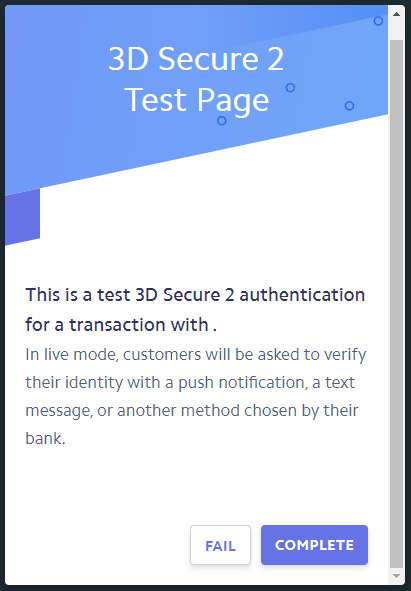 3D Secure 2
Test Page
This is a test 3D Secure 2 authentication
for a transaction with .
In live mode, customers will be asked to verify
their identity with a push notification, a text
message, or another method chosen by their
bank.
FAIL
COMPLETE